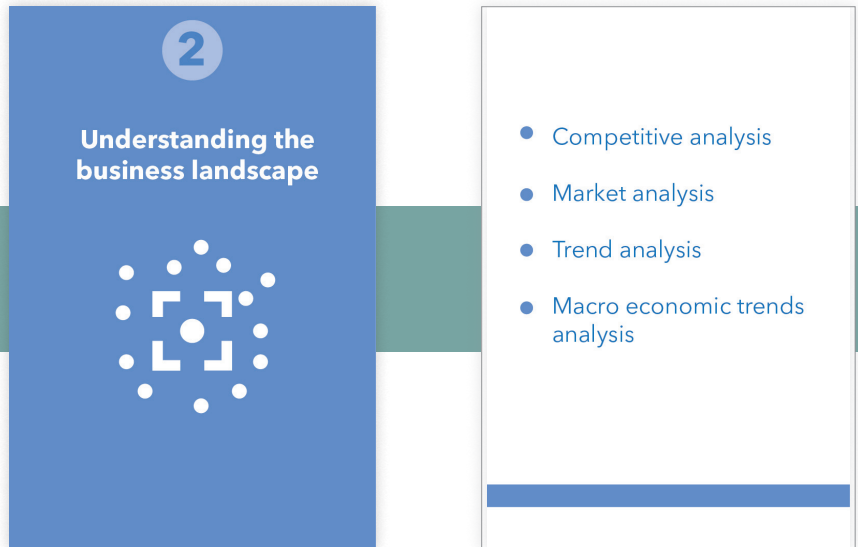 2
Understanding the
business landscape
Competitive analysis
Market analysis
Trend analysis
Macro economic trends
analysis